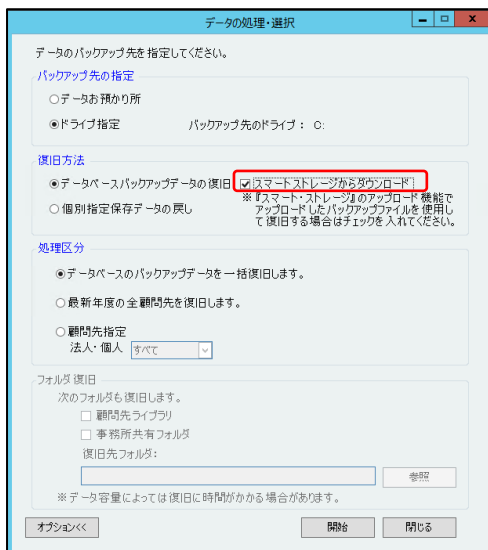 データの処理・選択
データのバックアップ先を指定してください。
バックアップ先の指定
データお預かり所
ドライブ指定 バックアップ先のドライブ： C:
復旧方法
データベースバックアップデータの復旧 スマートストレージからダウンロード
※『スマート・ストレージ』のアップロード機能で
アップロードしたバックアップファイルを使用し
て復旧する場合はチェックを入れてください。
個別指定保存データの戻し
処理区分
データベースのバックアップデータを一括復旧します。
最新年度の全顧問先を復旧します。
顧問先指定
法人・個人 すべて
フォルダ復旧
次のフォルダも復旧します。
顧問先ライブラリ
事務所共有フォルダ
復旧先フォルダ：
参照
※データ容量によっては復旧に時間がかかる場合があります。
オプション<< 開始 閉じる